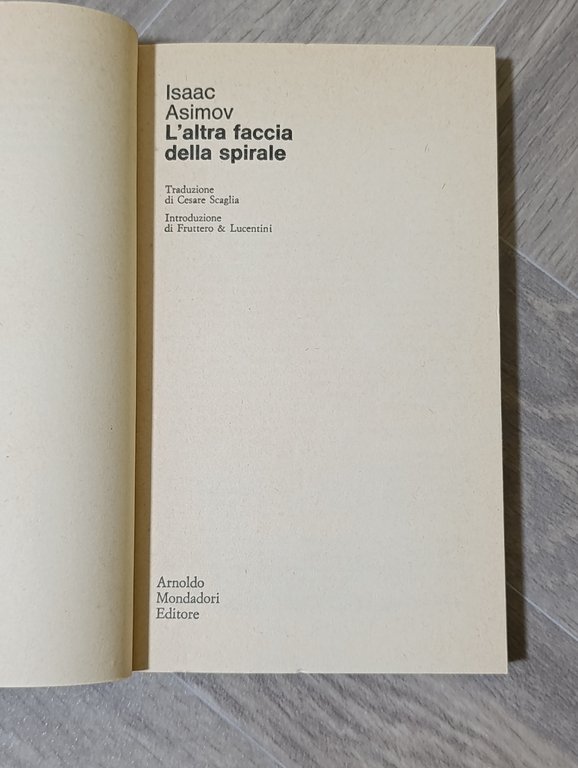 Isaac
Asimov
L'altra faccia
della spirale
Traduzione
di Cesare Scaglia
Introduzione
di Fruttero & Lucentini
Arnoldo
Mondadori
Editore